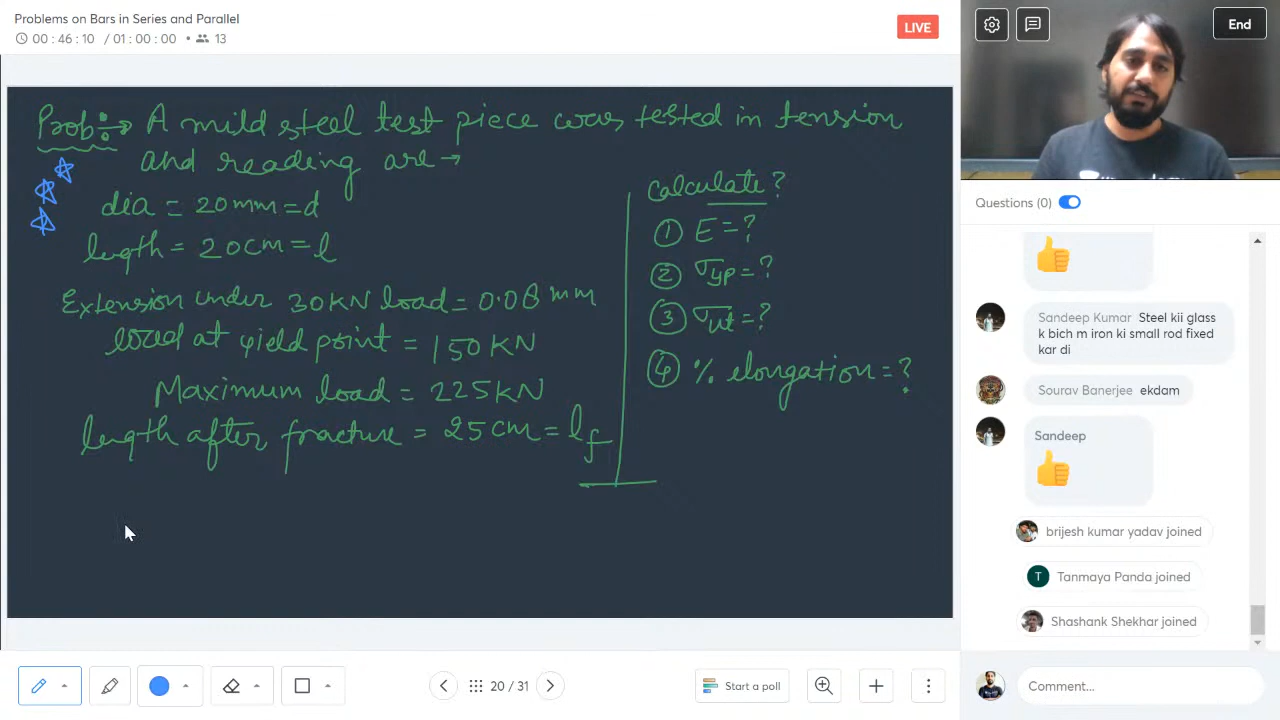 Problems on Bars in Series and Parallel
00 : 46 : 10 / 01 : 00 : 00 • 13
LIVE
End
Prob:→ A mild steel test piece was tested in tension
and reading are →
dia = 20mm = d
length = 20cm = l
Extension under 30KN load = 0.08 mm
load at yield point = 150 KN
Maximum load = 225KN
length after fracture = 25 cm = lf
Calculate ?
① E = ?
② σyp = ?
③ σut = ?
④ % elongation = ?
Questions (0)
Sandeep Kumar Steel kii glass
k bich m iron ki small rod fixed
kar di
Sourav Banerjee ekdam
Sandeep
brijesh kumar yadav joined
T Tanmaya Panda joined
Shashank Shekhar joined
20 / 31
Start a poll
Comment...